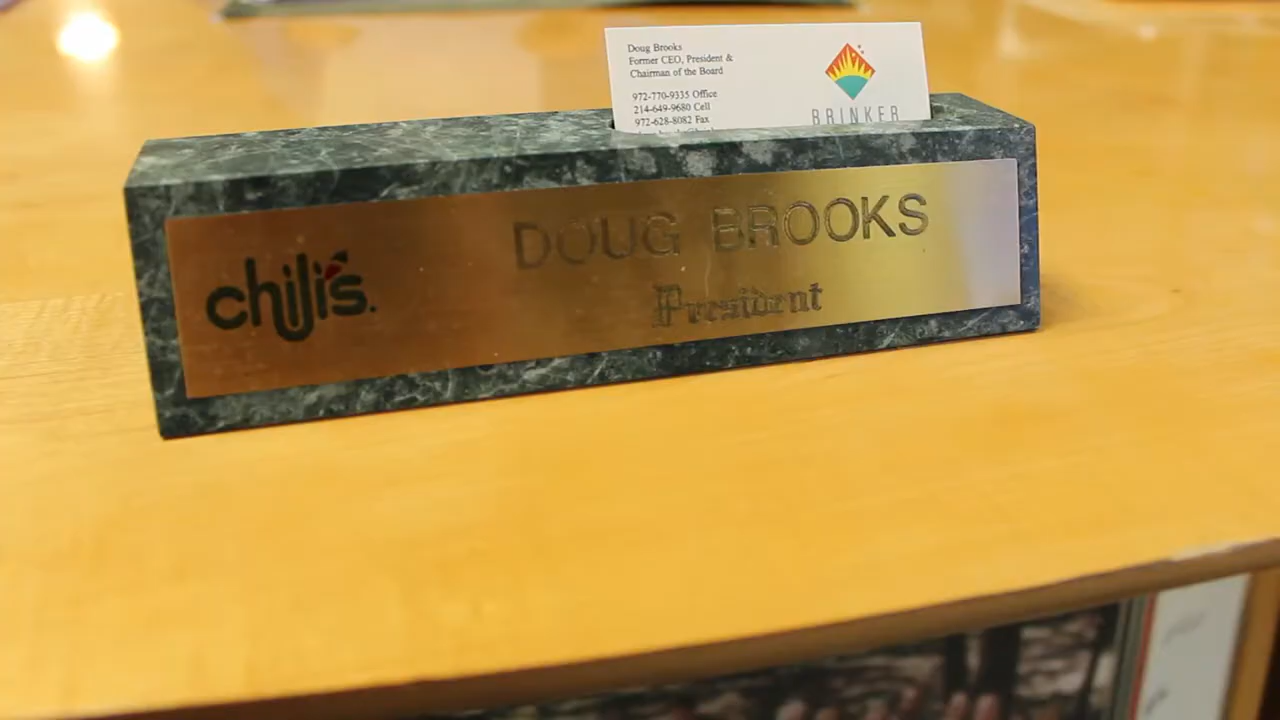 Doug Brooks
Former CEO, President &
Chairman of the Board
972-770-9335 Office
214-649-9680 Cell
972-628-8082 Fax
BRINKER
chili's.
DOUG BROOKS
President